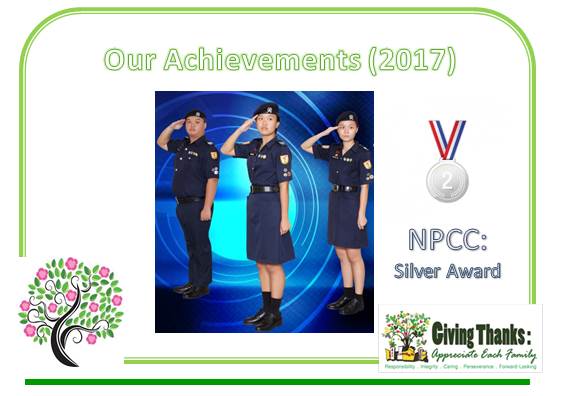 Our Achievements (2017)
2
NPCC:
Silver Award
Giving Thanks:
Appreciate Each Family
Responsibility . Integrity . Caring . Perseverance . Forward Looking